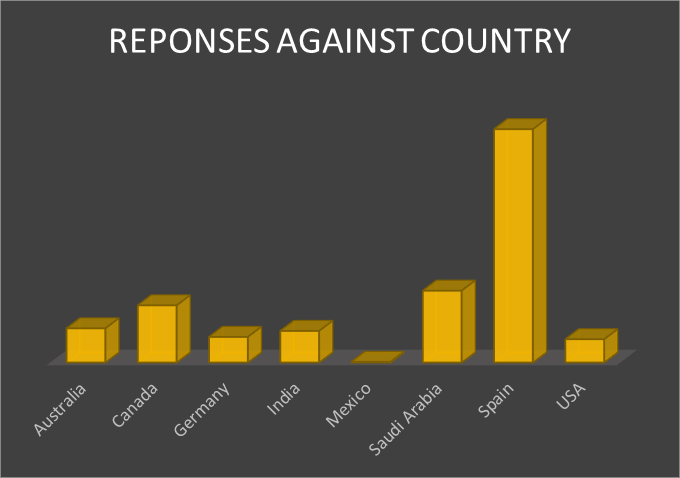 REPONSES AGAINST COUNTRY
Australia
Canada
Germany
India
Mexico
Saudi Arabia
Spain
USA